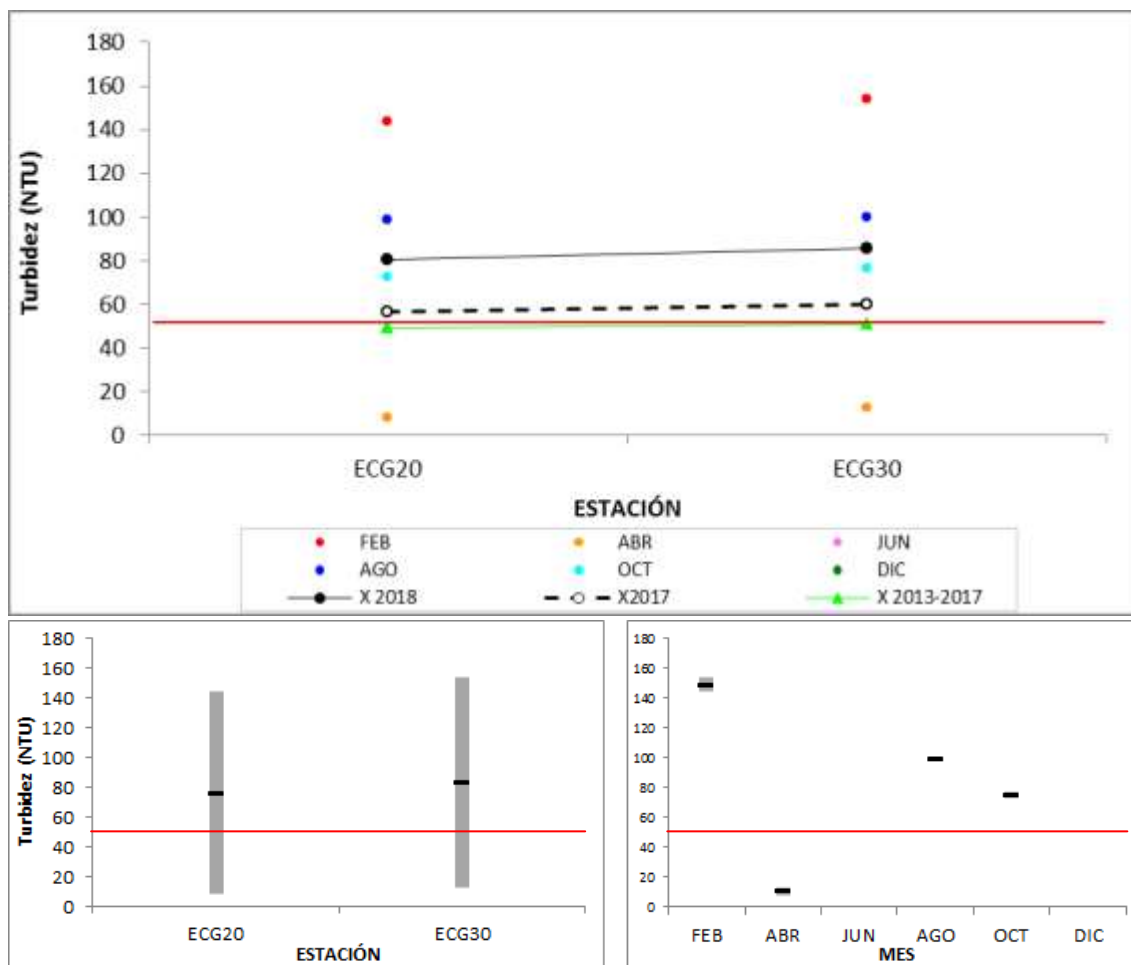 180
160
140
120
100
80
60
40
20
0
Turbidez (NTU)
ECG20 ECG30
ESTACIÓN
FEB ABR JUN
AGO OCT DIC
X 2018 X2017 X 2013-2017
180
160
140
120
100
80
60
40
20
0
Turbidez (NTU)
ECG20 ECG30
ESTACIÓN
180
160
140
120
100
80
60
40
20
0
FEB ABR JUN AGO OCT DIC
MES